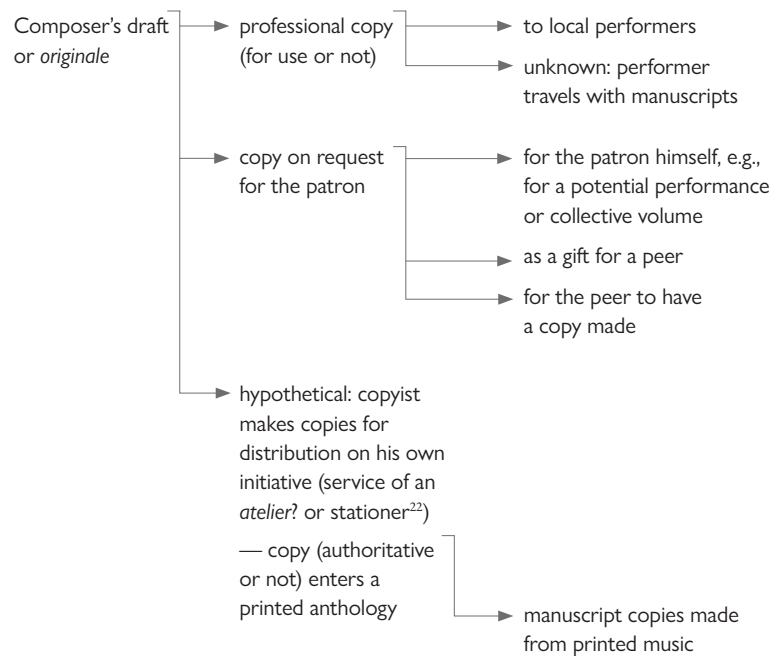 Composer's draft
or originale
professional copy
(for use or not)
to local performers
unknown: performer
travels with manuscripts
copy on request
for the patron
for the patron himself, e.g.,
for a potential performance
or collective volume
as a gift for a peer
for the peer to have
a copy made
hypothetical: copyist
makes copies for
distribution on his own
initiative (service of an
atelier? or stationer²²)
— copy (authoritative
or not) enters a
printed anthology
manuscript copies made
from printed music